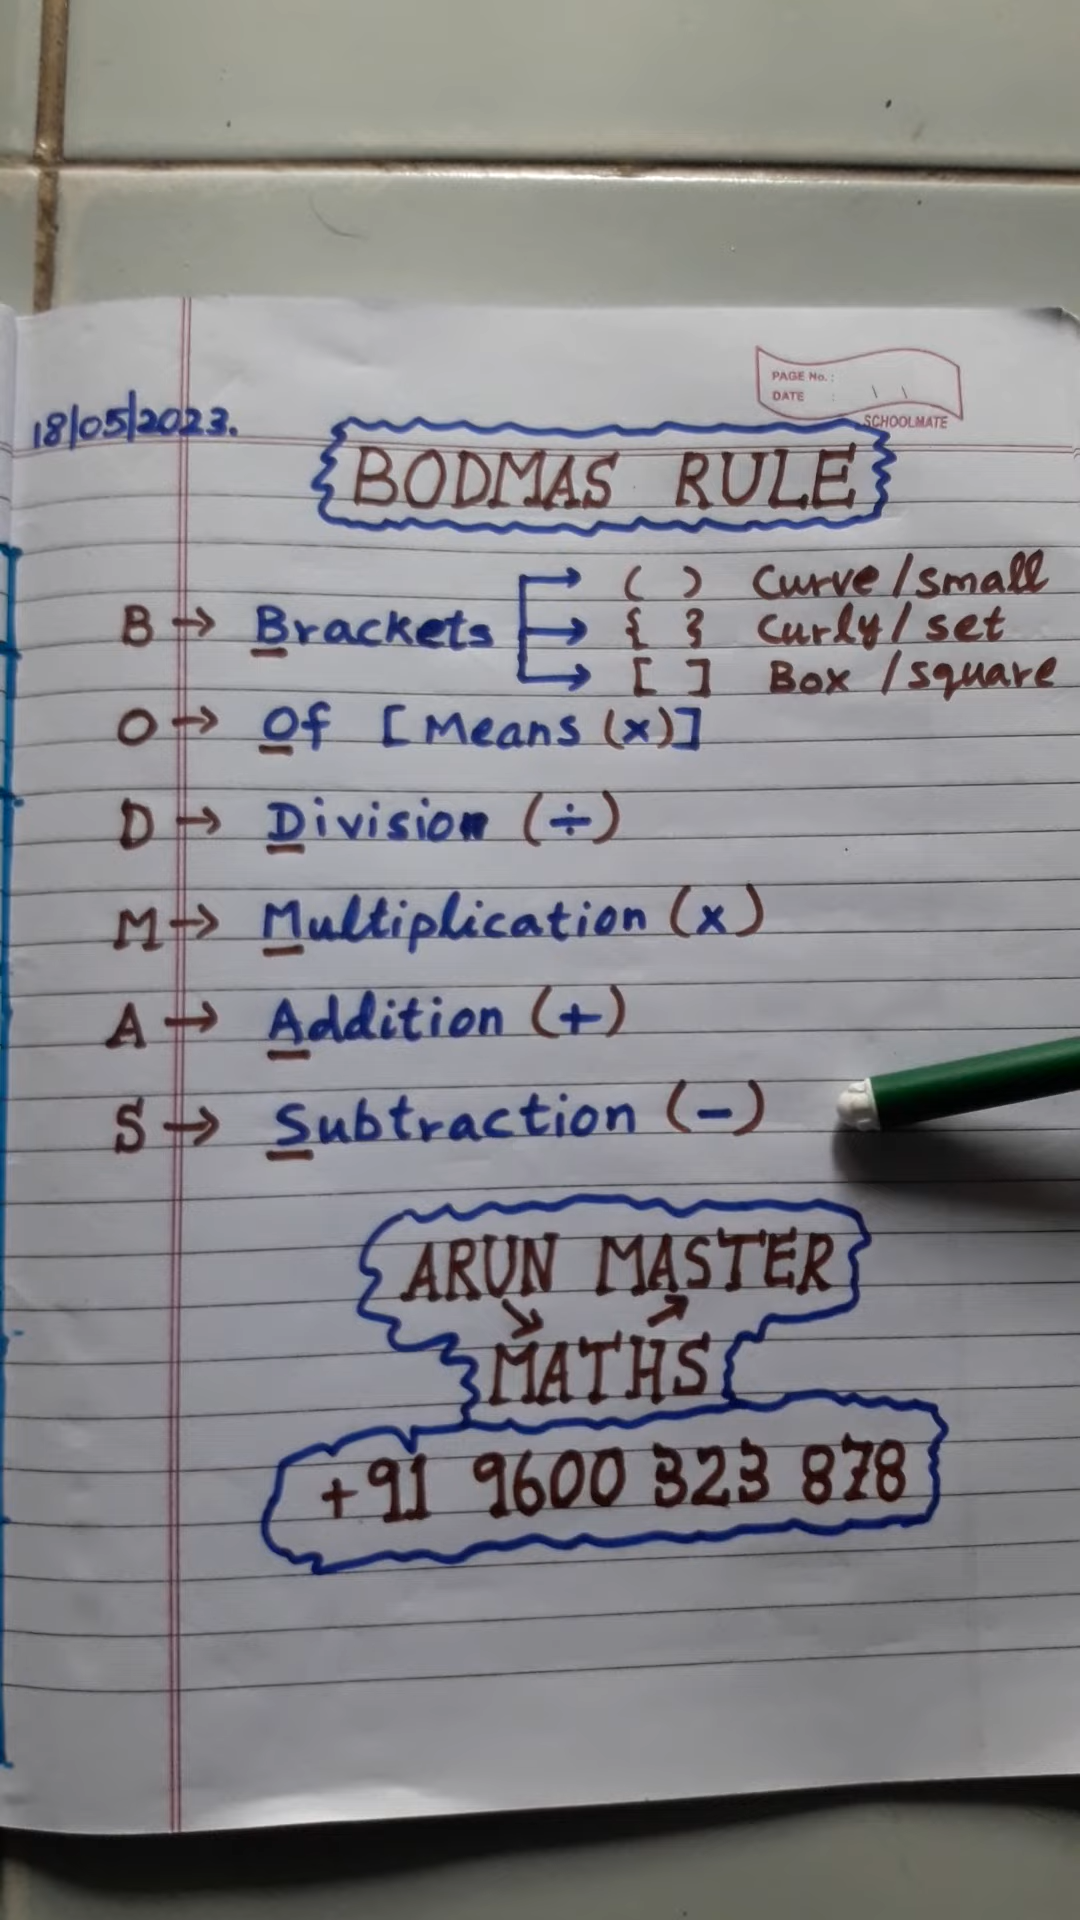 PAGE No. :
DATE : \ \
SCHOOLMATE
18/05/2023.
BODMAS RULE
B → Brackets → ( ) Curve/small
→ { } Curly/set
→ [ ] Box/square
O → Of [Means (x)]
D → Division (÷)
M → Multiplication (x)
A → Addition (+)
S → Subtraction (-)
ARUN MASTER
MATHS
+91 9600 323 878